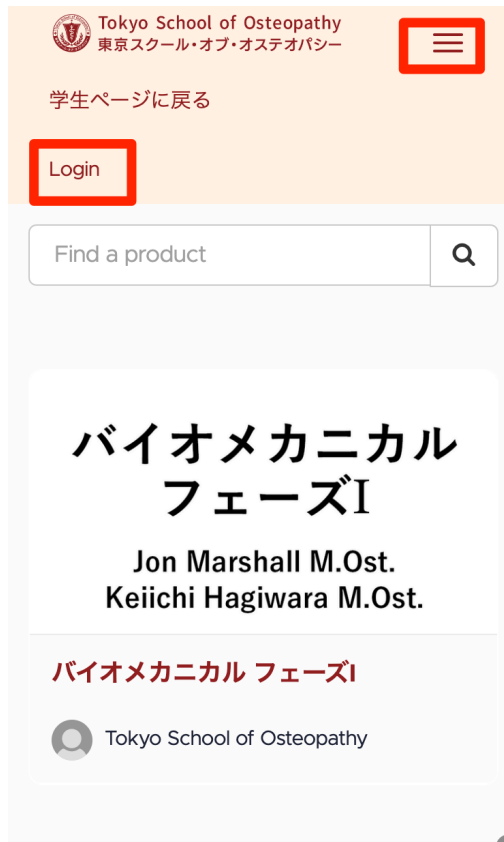 Tokyo School of Osteopathy
東京スクール・オブ・オステオパシー
学生ページに戻る
Login
Find a product
バイオメカニカル
フェーズI
Jon Marshall M.Ost.
Keiichi Hagiwara M.Ost.
バイオメカニカル フェーズI
Tokyo School of Osteopathy